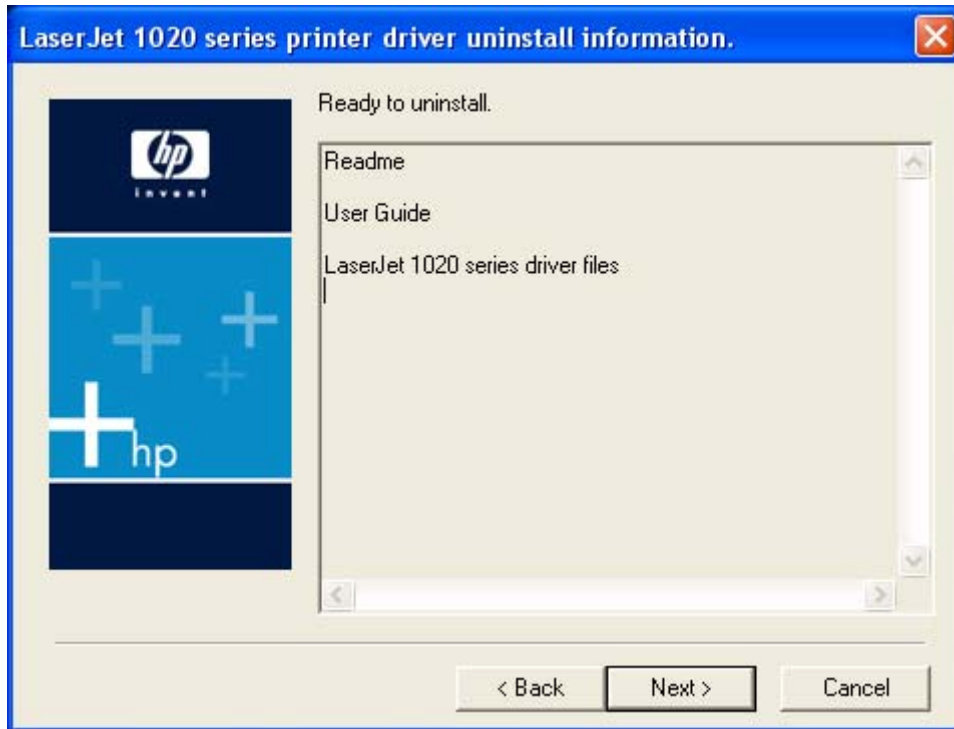 LaserJet 1020 series printer driver uninstall information.
hp
invent
hp
Ready to uninstall.
Readme
User Guide
LaserJet 1020 series driver files
< Back
Next >
Cancel